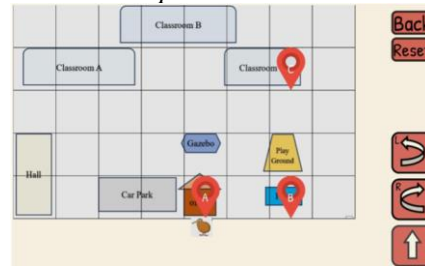 Classroom B
Back
Reset
Classroom A
Classroom
C
Gazebo
Play
Ground
L
Hall
Car Park
A
B
R